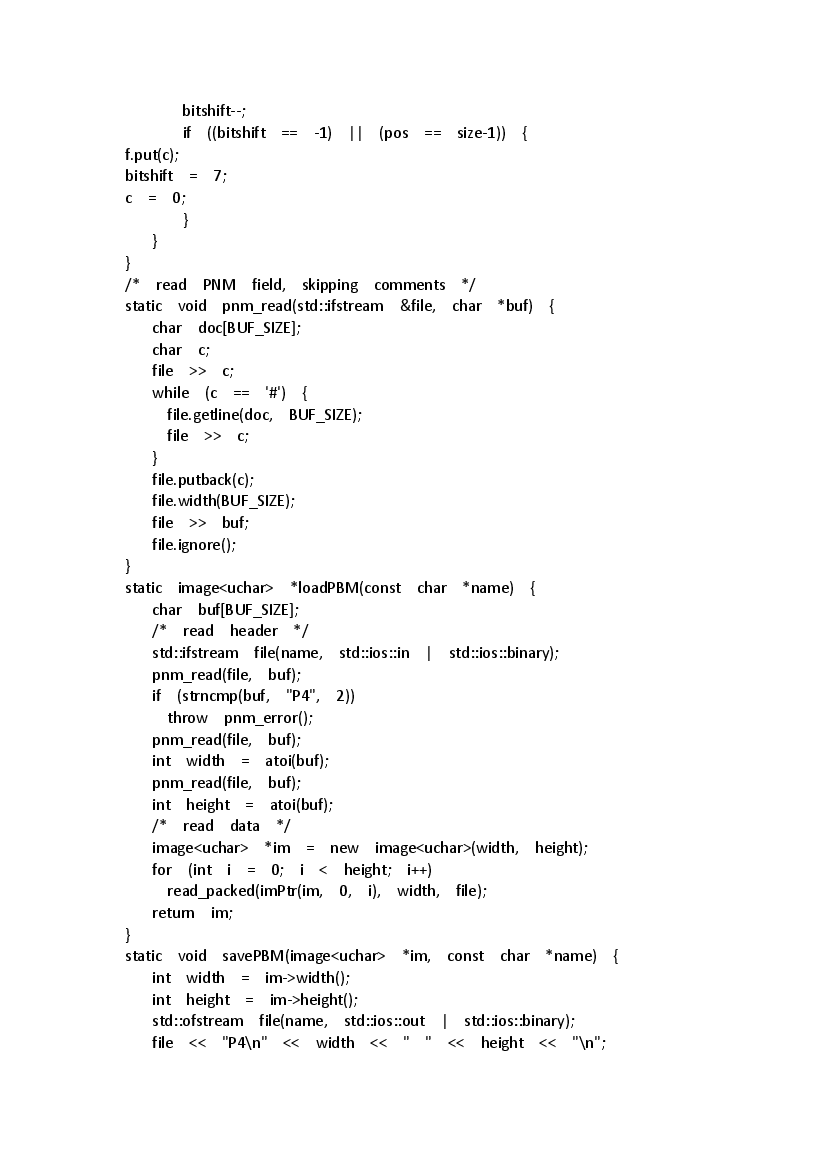 bitshift--;
if ((bitshift == -1) || (pos == size-1)) {
f.put(c);
bitshift = 7;
c = 0;
}
}
}
/* read PNM field, skipping comments */
static void pnm_read(std::ifstream &file, char *buf) {
char doc[BUF_SIZE];
char c;
file >> c;
while (c == '#') {
file.getline(doc, BUF_SIZE);
file >> c;
}
file.putback(c);
file.width(BUF_SIZE);
file >> buf;
file.ignore();
}
static image<uchar> *loadPBM(const char *name) {
char buf[BUF_SIZE];
/* read header */
std::ifstream file(name, std::ios::in | std::ios::binary);
pnm_read(file, buf);
if (strncmp(buf, "P4", 2))
throw pnm_error();
pnm_read(file, buf);
int width = atoi(buf);
pnm_read(file, buf);
int height = atoi(buf);
/* read data */
image<uchar> *im = new image<uchar>(width, height);
for (int i = 0; i < height; i++)
read_packed(imPtr(im, 0, i), width, file);
return im;
}
static void savePBM(image<uchar> *im, const char *name) {
int width = im->width();
int height = im->height();
std::ofstream file(name, std::ios::out | std::ios::binary);
file << "P4\n" << width << " " << height << "\n";